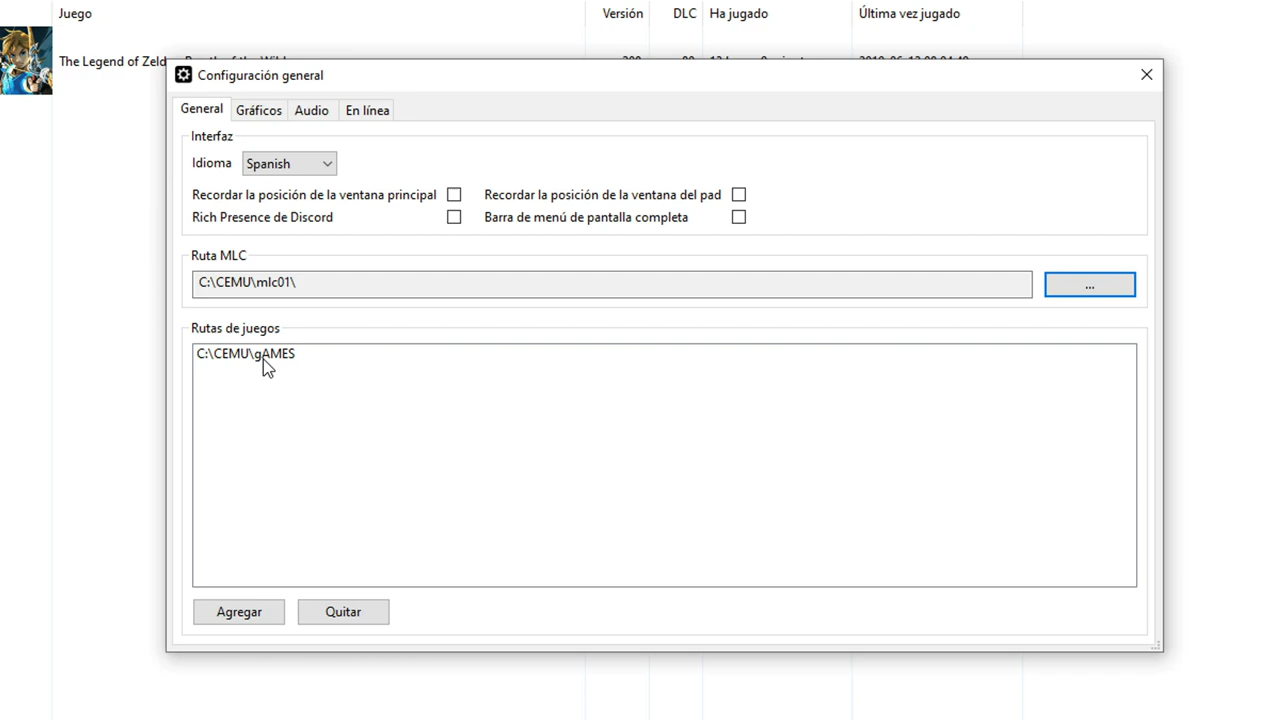 Juego Versión DLC Ha jugado Última vez jugado
The Legend of Zeld
Configuración general
General Gráficos Audio En línea
Interfaz
Idioma Spanish
Recordar la posición de la ventana principal Recordar la posición de la ventana del pad
Rich Presence de Discord Barra de menú de pantalla completa
Ruta MLC
C:\CEMU\mlc01\ ...
Rutas de juegos
C:\CEMU\gAMES
Agregar Quitar